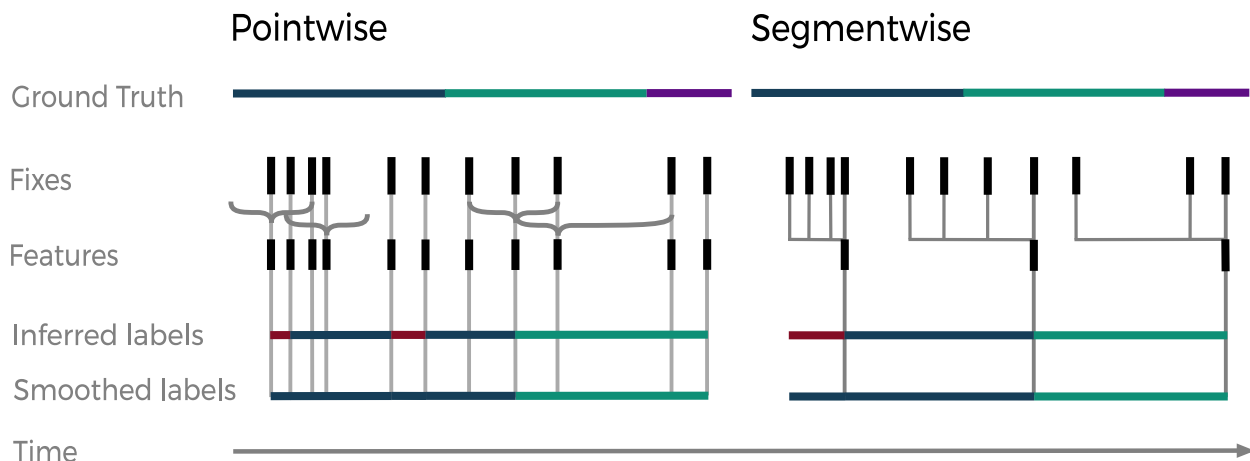 Pointwise
Segmentwise
Ground Truth
Fixes
Features
Inferred labels
Smoothed labels
Time